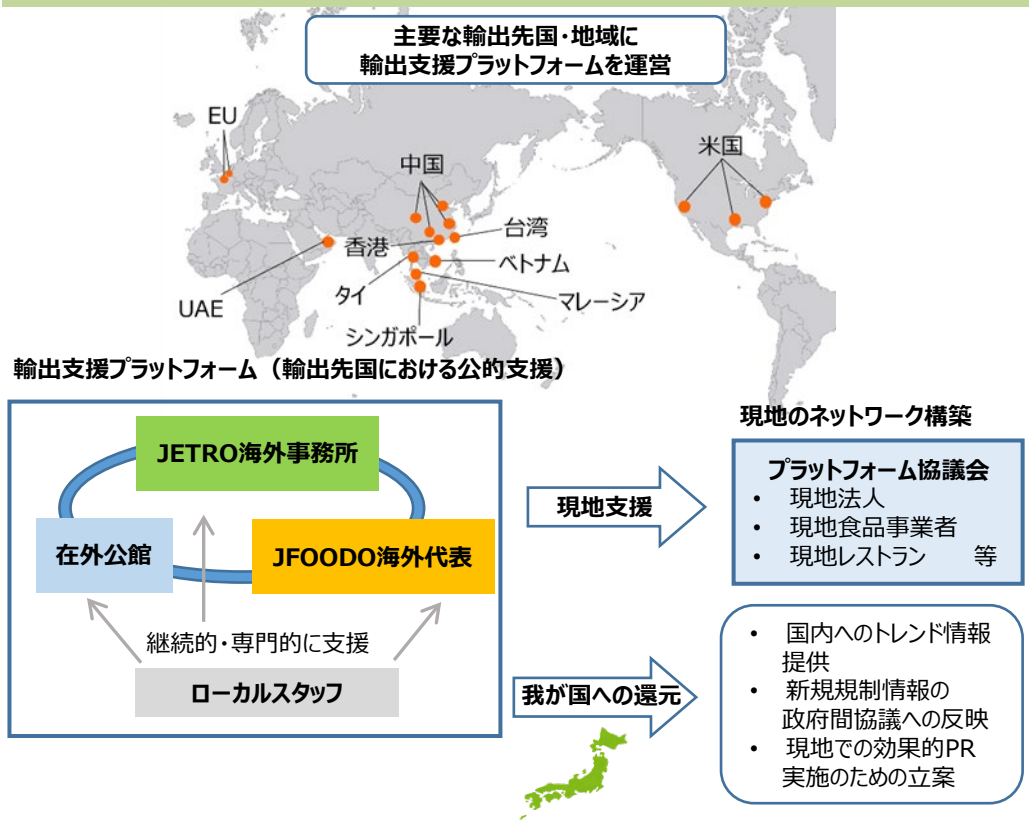 主要な輸出先国・地域に
輸出支援プラットフォームを運営
EU
中国
米国
香港
台湾
ベトナム
タイ
マレーシア
UAE
シンガポール
輸出支援プラットフォーム（輸出先国における公的支援）
JETRO海外事務所
在外公館
JFOODO海外代表
継続的・専門的に支援
ローカルスタッフ
現地支援
我が国への還元
現地のネットワーク構築
プラットフォーム協議会
• 現地法人
• 現地食品事業者
• 現地レストラン　等
• 国内へのトレンド情報
提供
• 新規規制情報の
政府間協議への反映
• 現地での効果的PR
実施のための立案